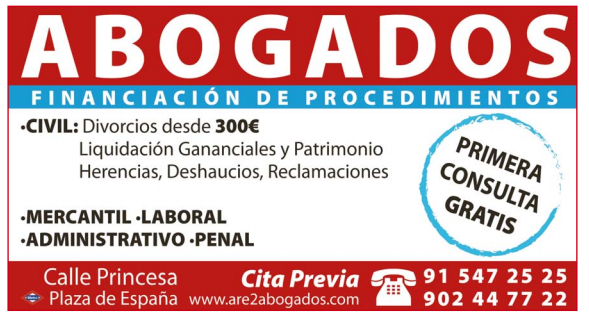 ABOGADOS
FINANCIACIÓN DE PROCEDIMIENTOS
·CIVIL: Divorcios desde 300€
Liquidación Gananciales y Patrimonio
Herencias, Deshaucios, Reclamaciones
PRIMERA
CONSULTA
GRATIS
·MERCANTIL ·LABORAL
·ADMINISTRATIVO ·PENAL
Calle Princesa
Plaza de España
Cita Previa
www.are2abogados.com
91 547 25 25
902 44 77 22